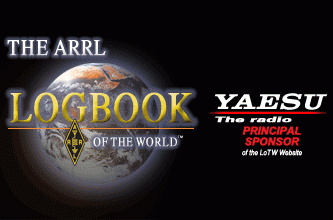 THE ARRL
LOGBOOK
OF THE WORLD™
YAESU
The radio
PRINCIPAL
SPONSOR
of the LoTW Website